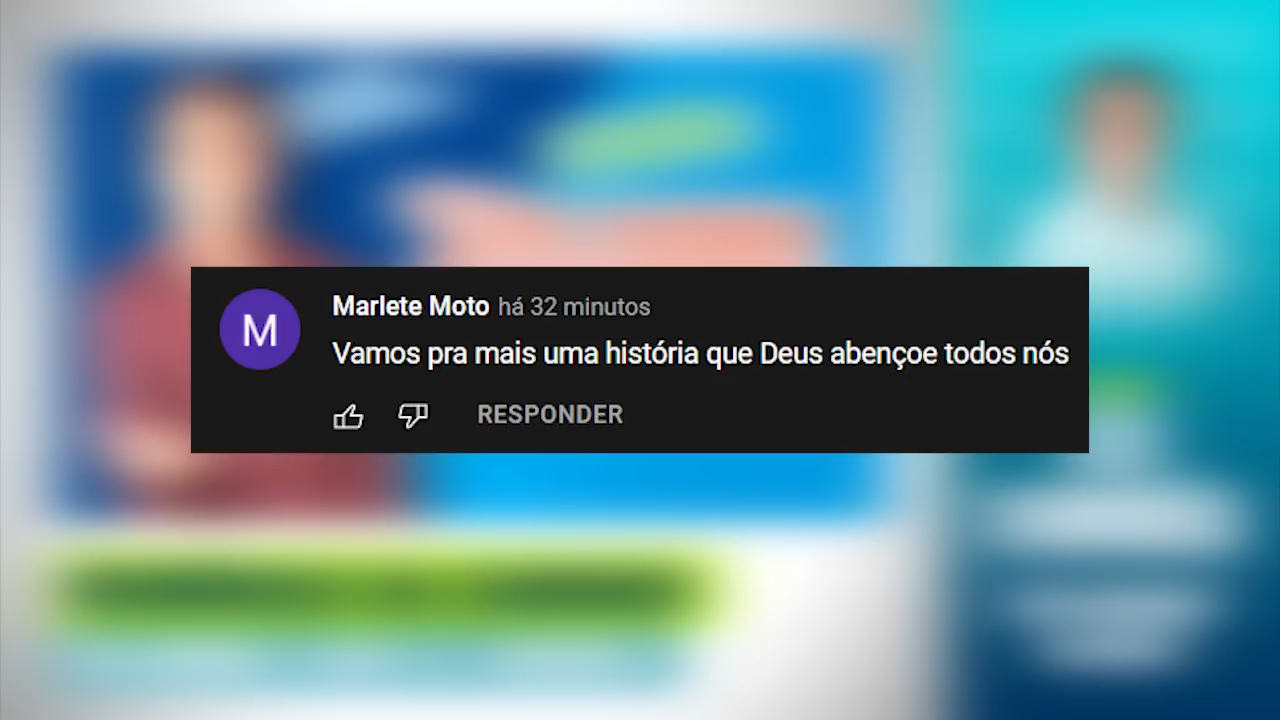 M
Marlete Moto há 32 minutos
Vamos pra mais uma história que Deus abençoe todos nós
RESPONDER